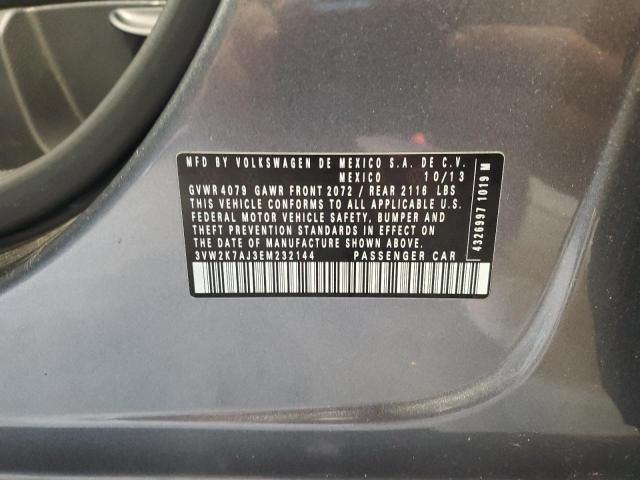 MFD BY VOLKSWAGEN DE MEXICO S.A. DE C.V.
MEXICO 10/13
GVWR 4079 GAWR FRONT 2072 / REAR 2116 LBS
THIS VEHICLE CONFORMS TO ALL APPLICABLE U.S.
FEDERAL MOTOR VEHICLE SAFETY, BUMPER AND
THEFT PREVENTION STANDARDS IN EFFECT ON
THE DATE OF MANUFACTURE SHOWN ABOVE.
3VW2K7AJ3EM232144 PASSENGER CAR
4326997 1019 M